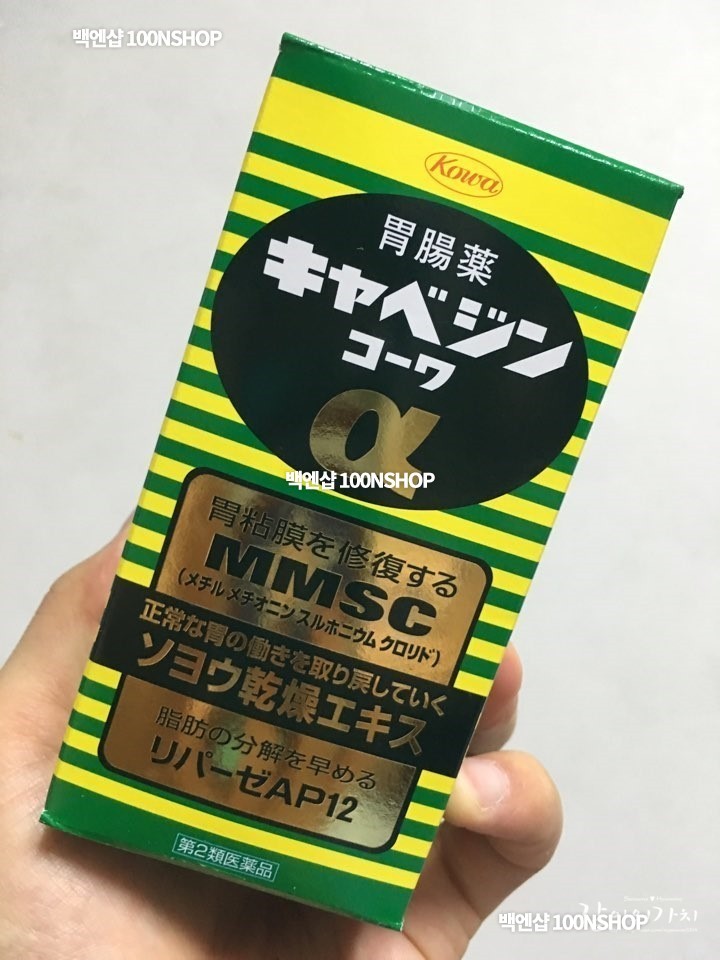 백엔샵 100NSHOP
Kowa
胃腸薬
キャベジン
コーワ
α
백엔샵 100NSHOP
胃粘膜を修復する
MMSC
(メチルメチオニンスルホニウムクロリド)
正常な胃の働きを取り戻していく
ソヨウ乾燥エキス
脂肪の分解を早める
リパーゼAP12
第2類医薬品
백엔샵 100NSHOP